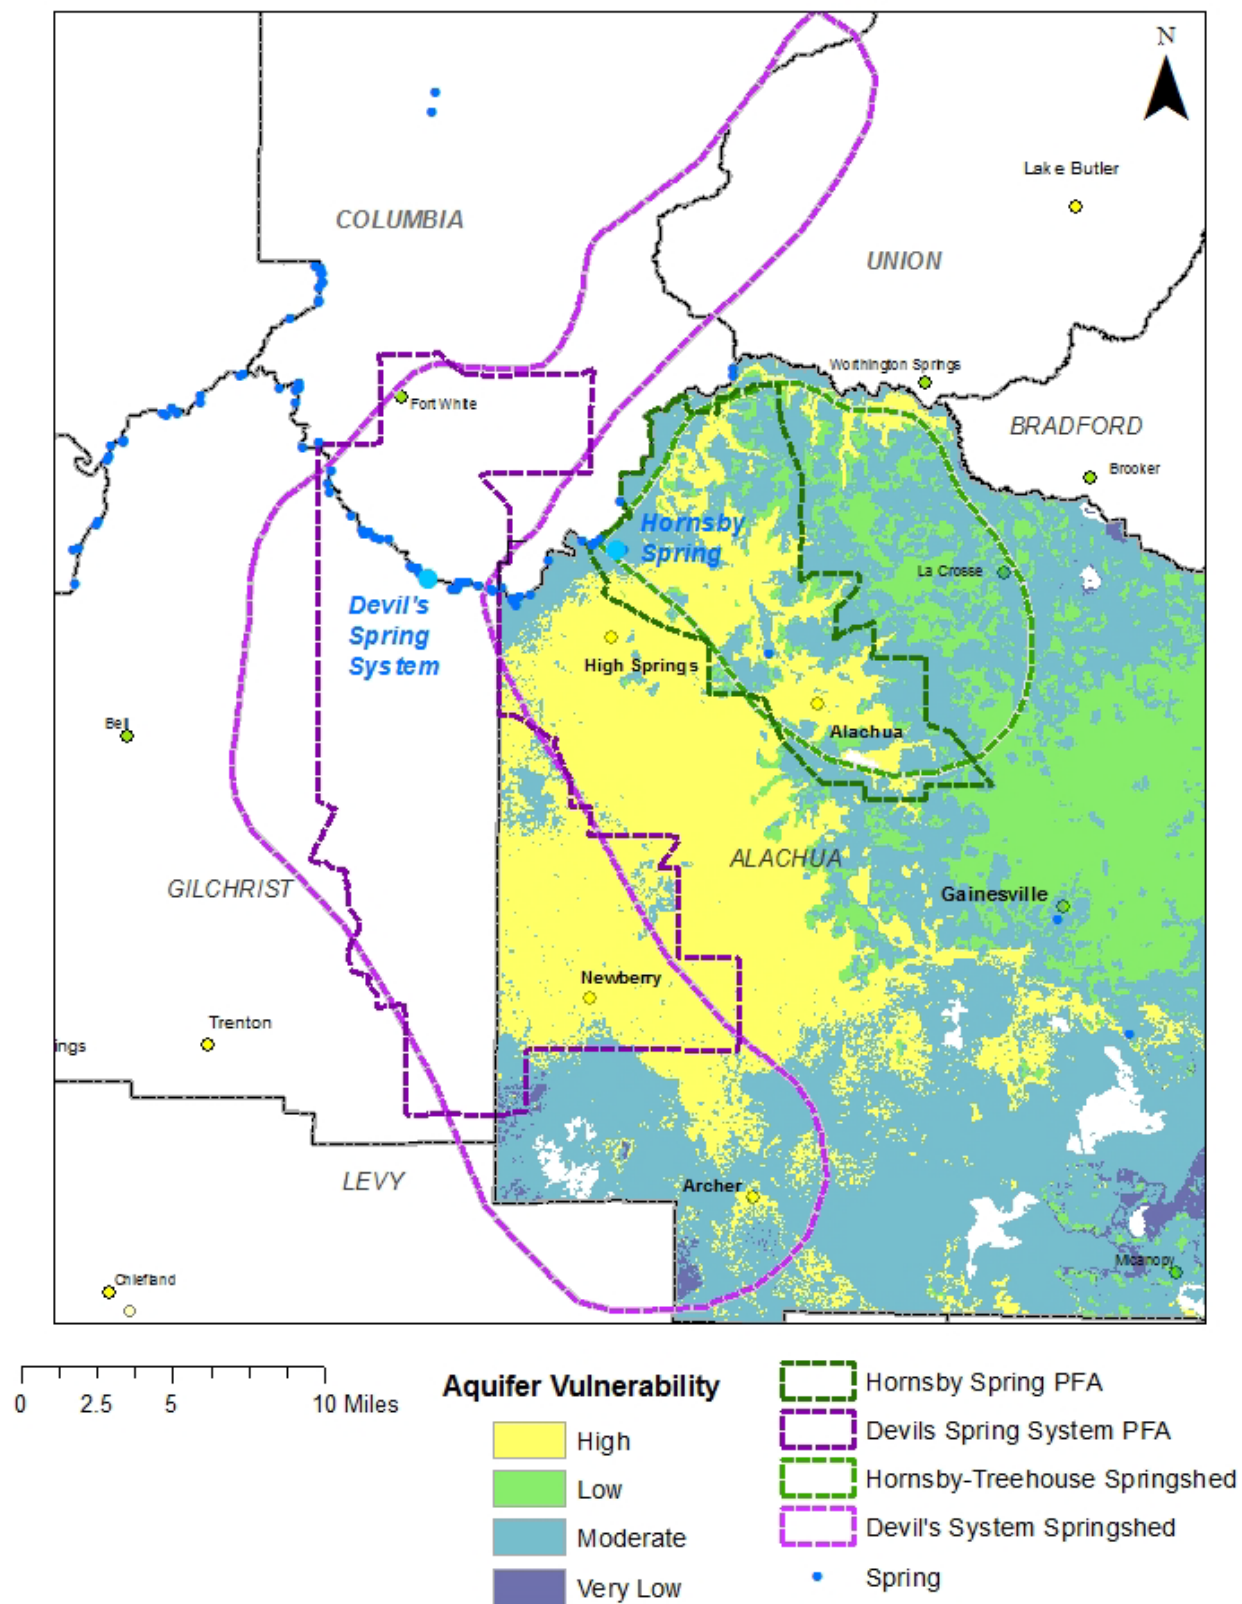 N
Lake Butler
COLUMBIA
UNION
Worthington Springs
Fort White
BRADFORD
Brooker
Hornsby
Spring
La Crosse
Devil's
Spring
System
High Springs
Bell
Alachua
ALACHUA
GILCHRIST
Gainesville
Newberry
Trenton
ings
LEVY
Archer
Micanopy
Chiefland
0 2.5 5 10 Miles
Aquifer Vulnerability
High
Low
Moderate
Very Low
Hornsby Spring PFA
Devils Spring System PFA
Hornsby-Treehouse Springshed
Devil's System Springshed
Spring